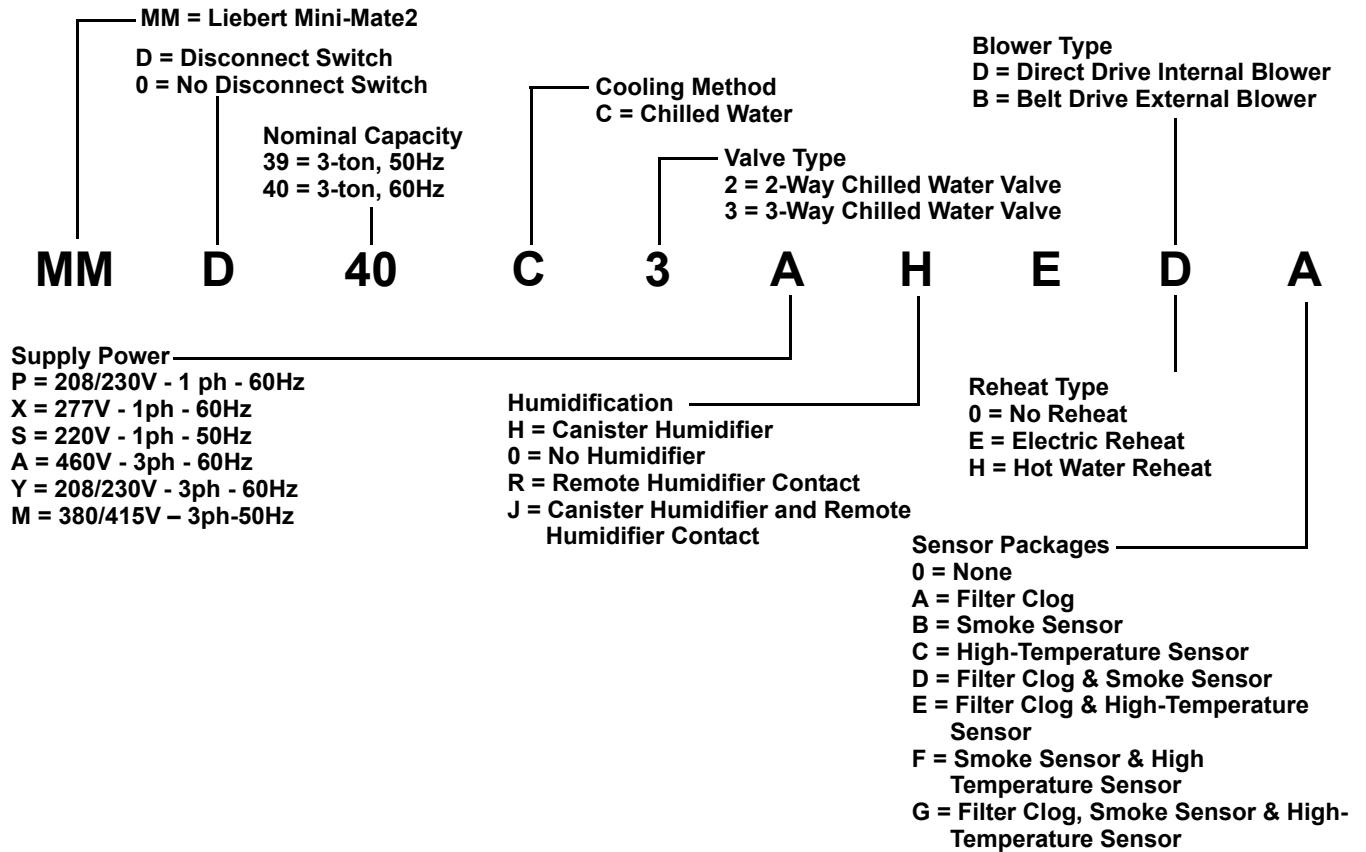 MM = Liebert Mini-Mate2
D = Disconnect Switch
0 = No Disconnect Switch
Nominal Capacity
39 = 3-ton, 50Hz
40 = 3-ton, 60Hz
Cooling Method
C = Chilled Water
Valve Type
2 = 2-Way Chilled Water Valve
3 = 3-Way Chilled Water Valve
Blower Type
D = Direct Drive Internal Blower
B = Belt Drive External Blower
MM D 40 C 3 A H E D A
Supply Power
P = 208/230V - 1 ph - 60Hz
X = 277V - 1ph - 60Hz
S = 220V - 1ph - 50Hz
A = 460V - 3ph - 60Hz
Y = 208/230V - 3ph - 60Hz
M = 380/415V – 3ph-50Hz
Humidification
H = Canister Humidifier
0 = No Humidifier
R = Remote Humidifier Contact
J = Canister Humidifier and Remote
Humidifier Contact
Reheat Type
0 = No Reheat
E = Electric Reheat
H = Hot Water Reheat
Sensor Packages
0 = None
A = Filter Clog
B = Smoke Sensor
C = High-Temperature Sensor
D = Filter Clog & Smoke Sensor
E = Filter Clog & High-Temperature
Sensor
F = Smoke Sensor & High
Temperature Sensor
G = Filter Clog, Smoke Sensor & High-
Temperature Sensor